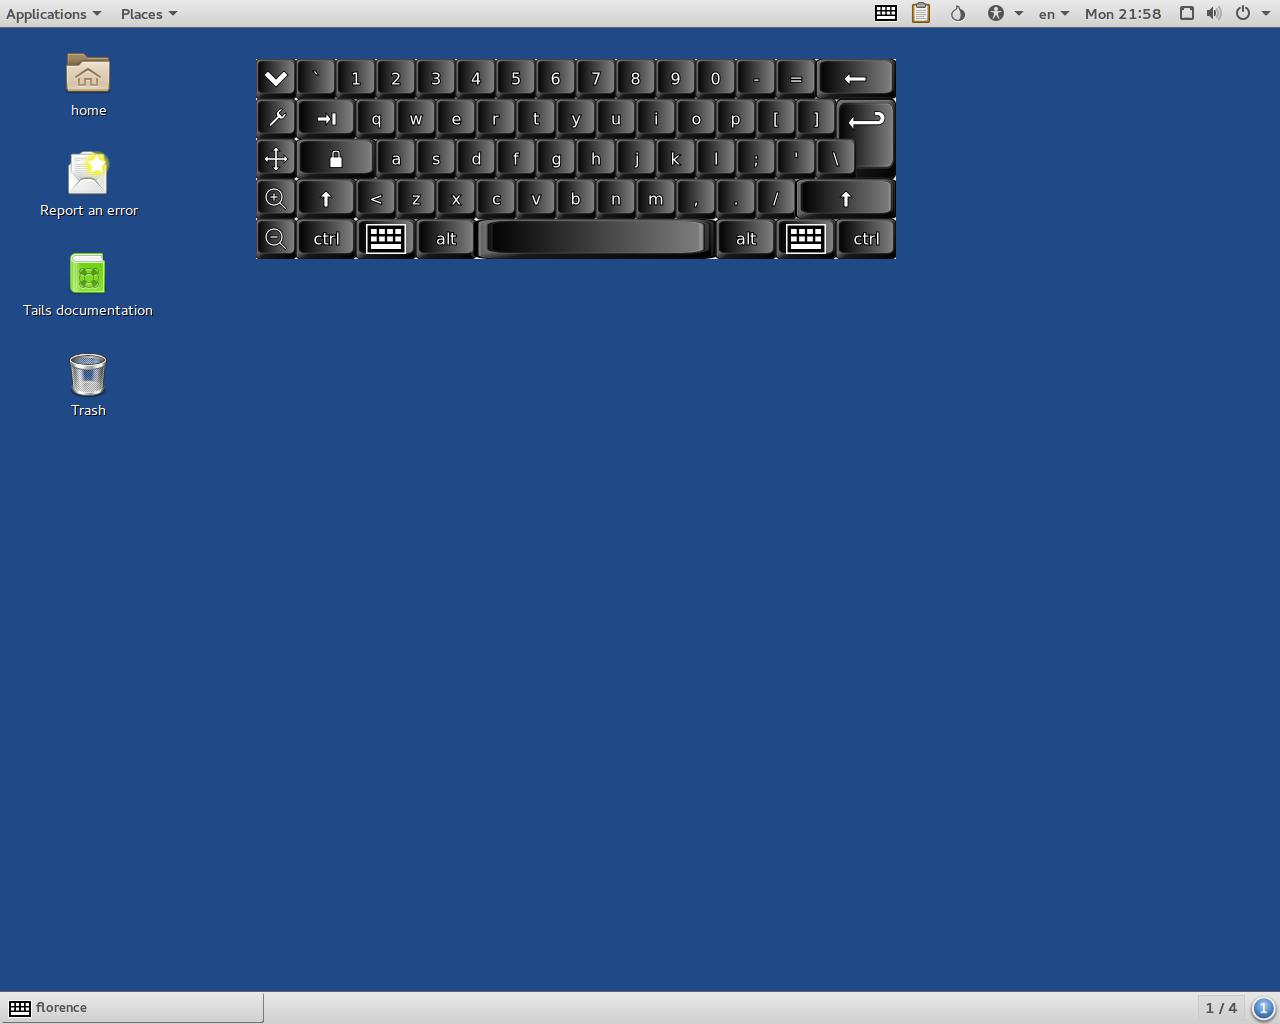 Applications Places en Mon 21:58
home
Report an error
Tails documentation
Trash
` 1 2 3 4 5 6 7 8 9 0 - =
q w e r t y u i o p [ ]
a s d f g h j k l ; ' \
< z x c v b n m , . /
ctrl alt alt ctrl
florence 1 / 4 1